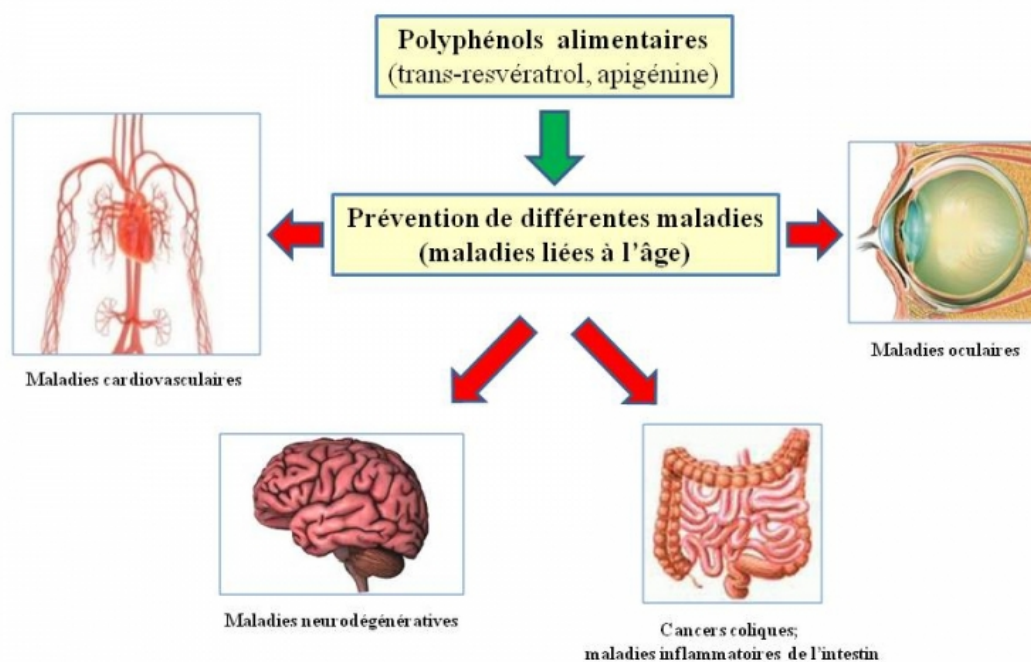 Polyphénols alimentaires
(trans-resvératrol, apigénine)
Prévention de différentes maladies
(maladies liées à l'âge)
Maladies cardiovasculaires
Maladies oculaires
Maladies neurodégénératives
Cancers coliques;
maladies inflammatoires de l'intestin